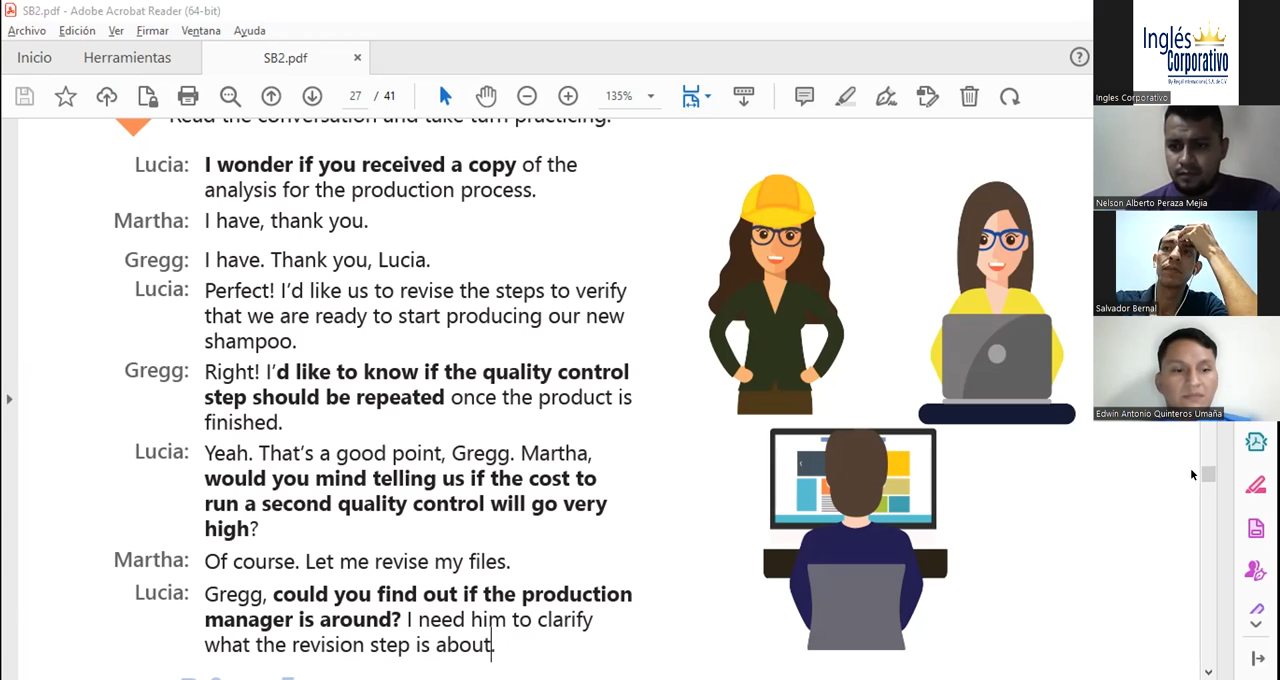 SB2.pdf - Adobe Acrobat Reader (64-bit)
Archivo Edición Ver Firmar Ventana Ayuda
Inicio Herramientas SB2.pdf ×
27 / 41 135%
Read the conversation and take turn practicing.
Lucia: I wonder if you received a copy of the
analysis for the production process.
Martha: I have, thank you.
Gregg: I have. Thank you, Lucia.
Lucia: Perfect! I'd like us to revise the steps to verify
that we are ready to start producing our new
shampoo.
Gregg: Right! I'd like to know if the quality control
step should be repeated once the product is
finished.
Lucia: Yeah. That's a good point, Gregg. Martha,
would you mind telling us if the cost to
run a second quality control will go very
high?
Martha: Of course. Let me revise my files.
Lucia: Gregg, could you find out if the production
manager is around? I need him to clarify
what the revision step is about.
Inglés
Corporativo
Ingles Corporativo
Nelson Alberto Peraza Mejia
Salvador Bernal
Edwin Antonio Quinteros Umaña